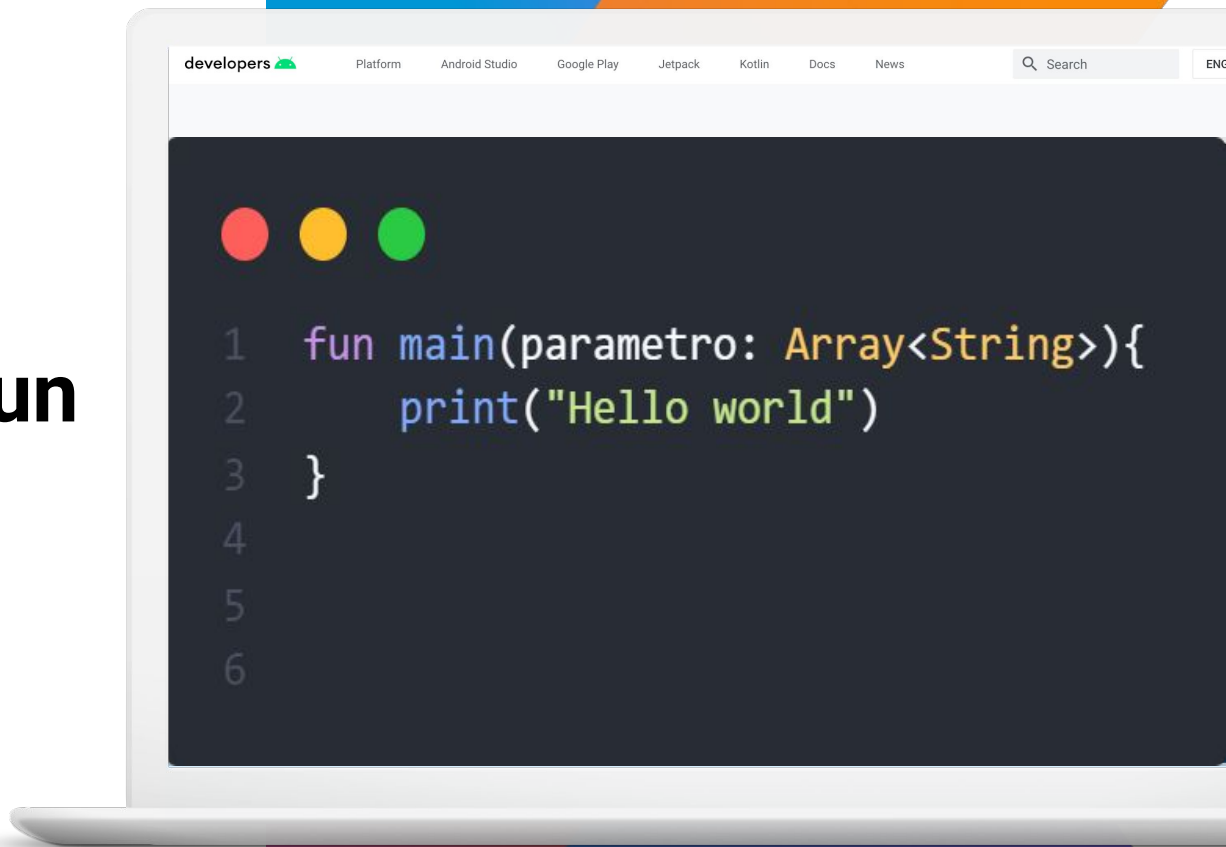 developers Platform Android Studio Google Play Jetpack Kotlin Docs News Search
1 fun main(parametro: Array<String>){
un
2 print("Hello world")
3 }
4
5
6